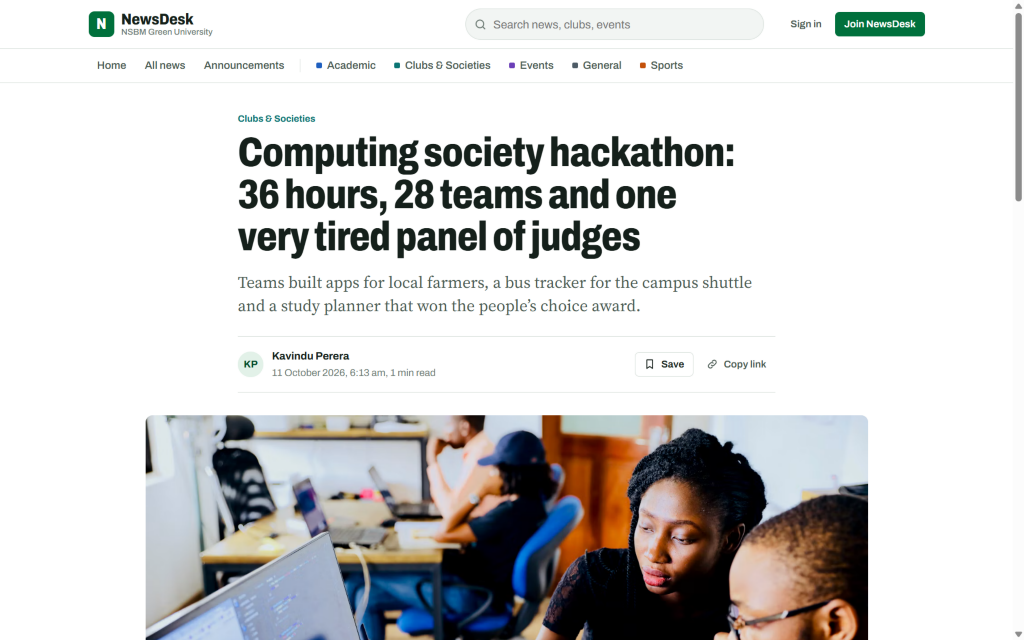 N
NewsDesk
NSBM Green University
Search news, clubs, events
Sign in
Join NewsDesk
Home
All news
Announcements
Academic
Clubs & Societies
Events
General
Sports
Clubs & Societies
Computing society hackathon:
36 hours, 28 teams and one
very tired panel of judges
Teams built apps for local farmers, a bus tracker for the campus shuttle
and a study planner that won the people’s choice award.
KP
Kavindu Perera
11 October 2026, 6:13 am, 1 min read
Save
Copy link